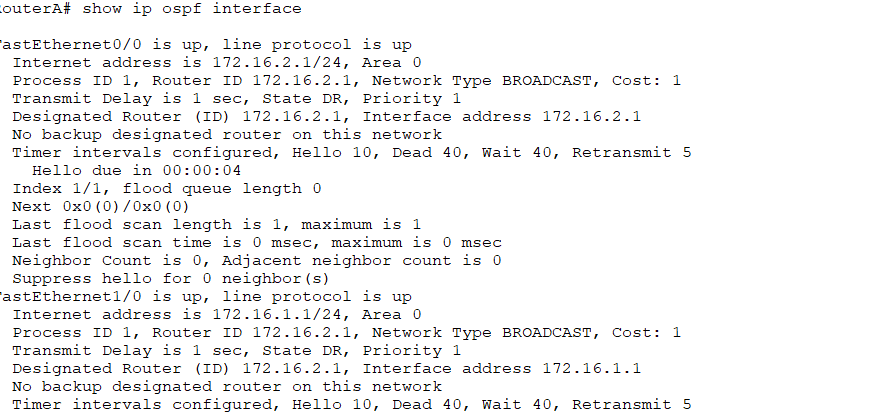 outerA# show ip ospf interface
astEthernet0/0 is up, line protocol is up
Internet address is 172.16.2.1/24, Area 0
Process ID 1, Router ID 172.16.2.1, Network Type BROADCAST, Cost: 1
Transmit Delay is 1 sec, State DR, Priority 1
Designated Router (ID) 172.16.2.1, Interface address 172.16.2.1
No backup designated router on this network
Timer intervals configured, Hello 10, Dead 40, Wait 40, Retransmit 5
Hello due in 00:00:04
Index 1/1, flood queue length 0
Next 0x0(0)/0x0(0)
Last flood scan length is 1, maximum is 1
Last flood scan time is 0 msec, maximum is 0 msec
Neighbor Count is 0, Adjacent neighbor count is 0
Suppress hello for 0 neighbor(s)
astEthernet1/0 is up, line protocol is up
Internet address is 172.16.1.1/24, Area 0
Process ID 1, Router ID 172.16.2.1, Network Type BROADCAST, Cost: 1
Transmit Delay is 1 sec, State DR, Priority 1
Designated Router (ID) 172.16.2.1, Interface address 172.16.1.1
No backup designated router on this network
Timer intervals configured, Hello 10, Dead 40, Wait 40, Retransmit 5